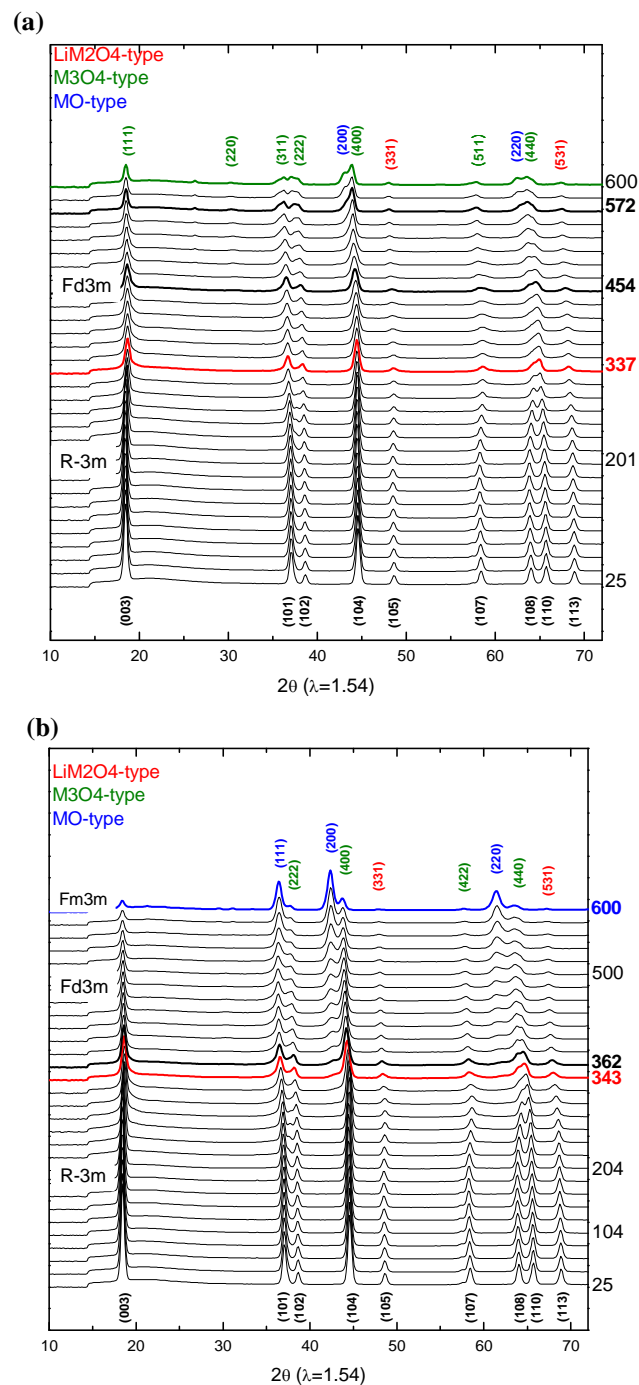 (a)
LiM2O4-type
M3O4-type
MO-type
(111) (220) (311) (222) (200) (400) (331) (511) (220) (440) (531)
600
572
Fd3m
454
337
R-3m
201
25
(003) (101) (102) (104) (105) (107) (108) (110) (113)
10 20 30 40 50 60 70
2θ (λ=1.54)
(b)
LiM2O4-type
M3O4-type
MO-type
(111) (222) (200) (400) (331) (422) (220) (440) (531)
Fm3m
600
500
Fd3m
362
343
R-3m
204
104
25
(003) (101) (102) (104) (105) (107) (108) (110) (113)
10 20 30 40 50 60 70
2θ (λ=1.54)